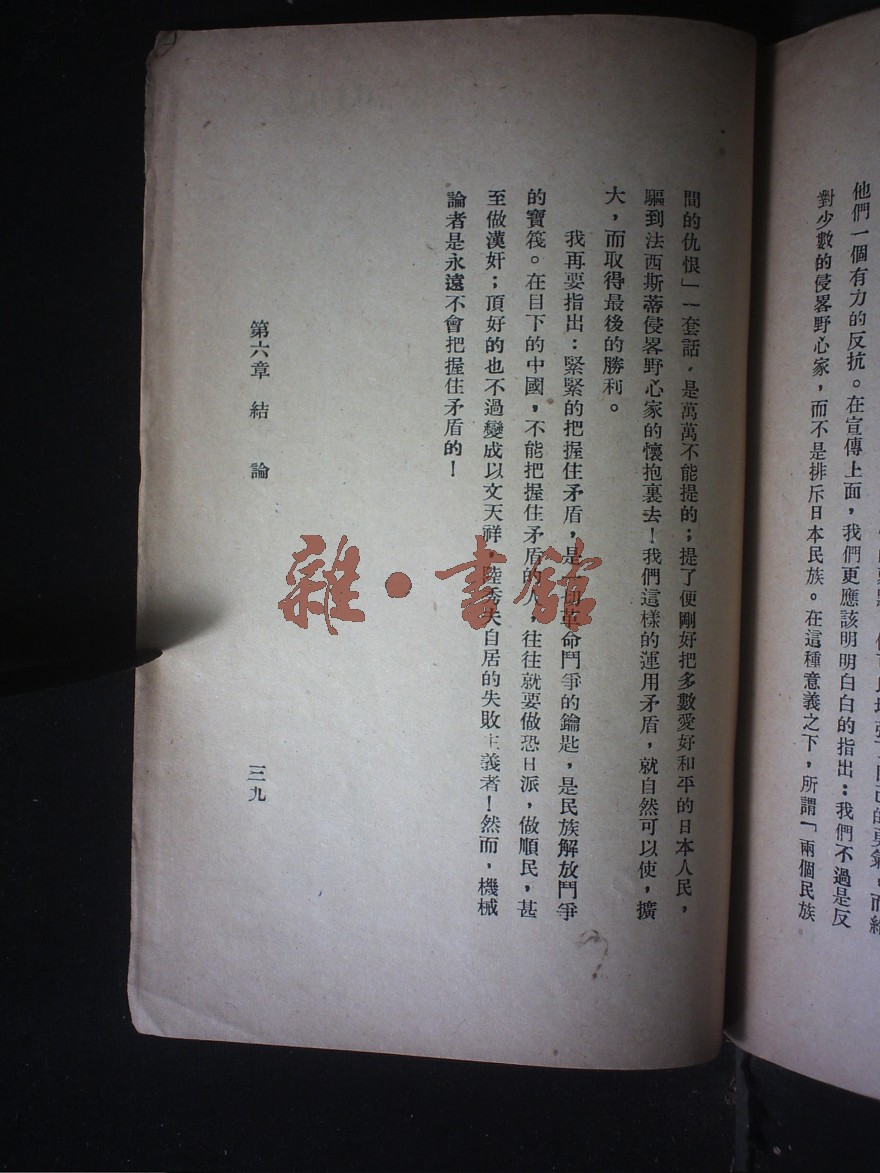 他們一個有力的反抗。在宣傳上面，我們更應該明明白白的指出：我們不過是反
對少數的侵畧野心家，而不是排斥日本民族。在這種意義之下，所謂「兩個民族
間的仇恨」一套話，是萬萬不能提的；提了便剛好把多數愛好和平的日本人民，
驅到法西斯蒂侵畧野心家的懷抱裏去！我們這樣的運用矛盾，就自然可以使，擴
大，而取得最後的勝利。
我再要指出：緊緊的把握住矛盾，是一切革命鬥爭的鑰匙，是民族解放鬥爭
的寶筏。在目下的中國，不能把握住矛盾的人，往往就要做恐日派，做順民，甚
至做漢奸；頂好的也不過變成以文天祥，陸秀夫自居的失敗主義者！然而，機械
論者是永遠不會把握住矛盾的！
第六章 結 論
三九
雜・書館